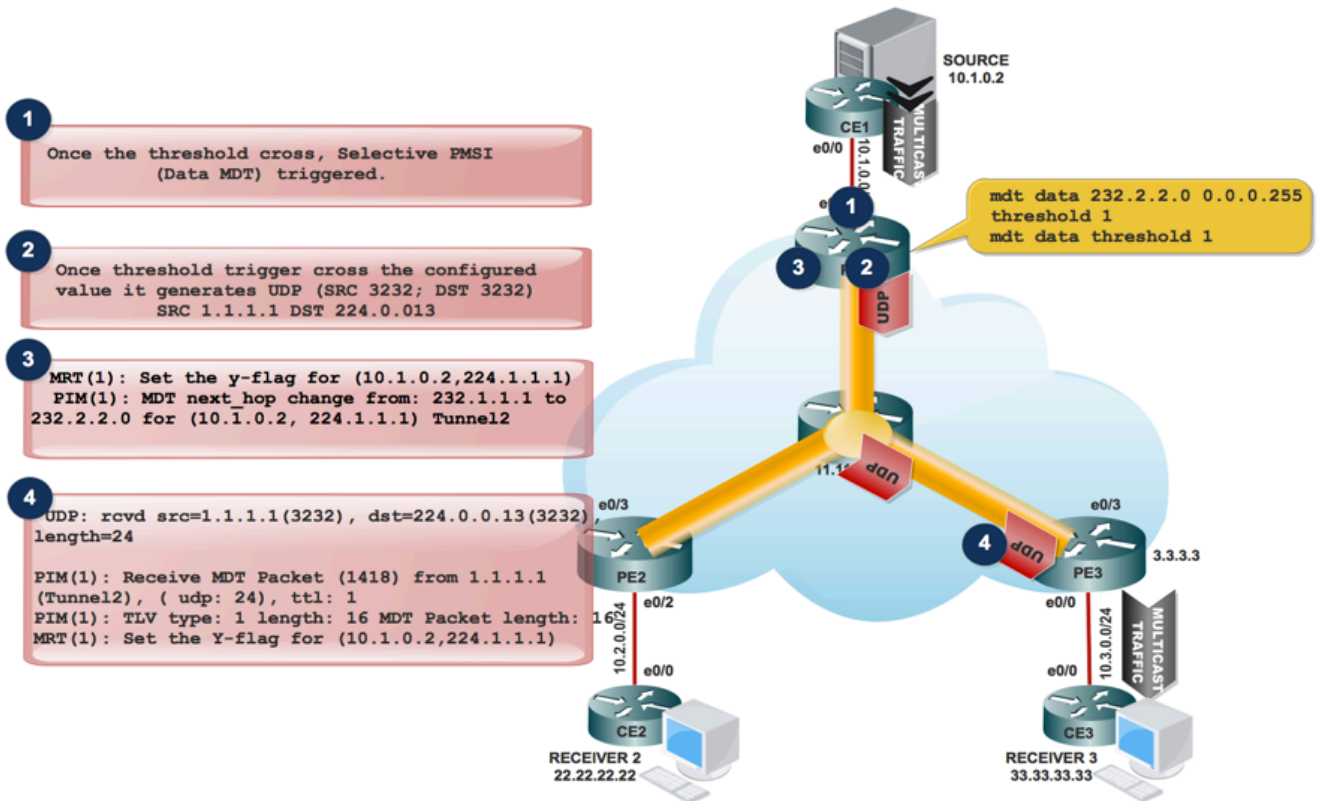 SOURCE
10.1.0.2
CE1
MULTICAST
TRAFFIC
e0/0
10.1.0.0
1
Once the threshold cross, Selective PMSI
(Data MDT) triggered.
1
mdt data 232.2.2.0 0.0.0.255
threshold 1
mdt data threshold 1
2
Once threshold trigger cross the configured
value it generates UDP (SRC 3232; DST 3232)
SRC 1.1.1.1 DST 224.0.013
3
2
UDP
3
MRT(1): Set the y-flag for (10.1.0.2,224.1.1.1)
PIM(1): MDT next_hop change from: 232.1.1.1 to
232.2.2.0 for (10.1.0.2, 224.1.1.1) Tunnel2
UDP
4
UDP: rcvd src=1.1.1.1(3232), dst=224.0.0.13(3232),
length=24
PIM(1): Receive MDT Packet (1418) from 1.1.1.1
(Tunnel2), ( udp: 24), ttl: 1
PIM(1): TLV type: 1 length: 16 MDT Packet length: 16
MRT(1): Set the Y-flag for (10.1.0.2,224.1.1.1)
e0/3
PE2
e0/2
10.2.0.0/24
e0/0
CE2
RECEIVER 2
22.22.22.22
4
UDP
e0/3
3.3.3.3
PE3
e0/0
10.3.0.0/24
MULTICAST
TRAFFIC
e0/0
CE3
RECEIVER 3
33.33.33.33